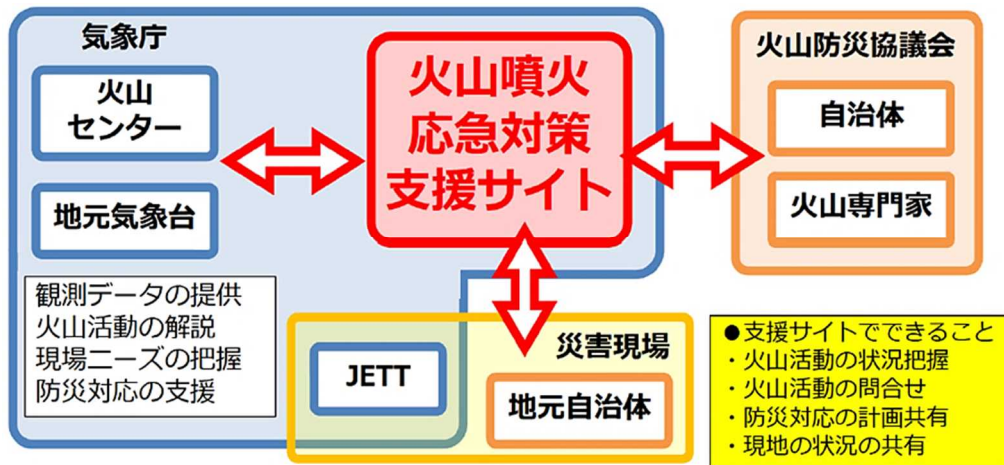 気象庁
火山
センター
地元気象台
観測データの提供
火山活動の解説
現場ニーズの把握
防災対応の支援
火山噴火
応急対策
支援サイト
火山防災協議会
自治体
火山専門家
災害現場
JETT
地元自治体
●支援サイトでできること
・火山活動の状況把握
・火山活動の問合せ
・防災対応の計画共有
・現地の状況の共有